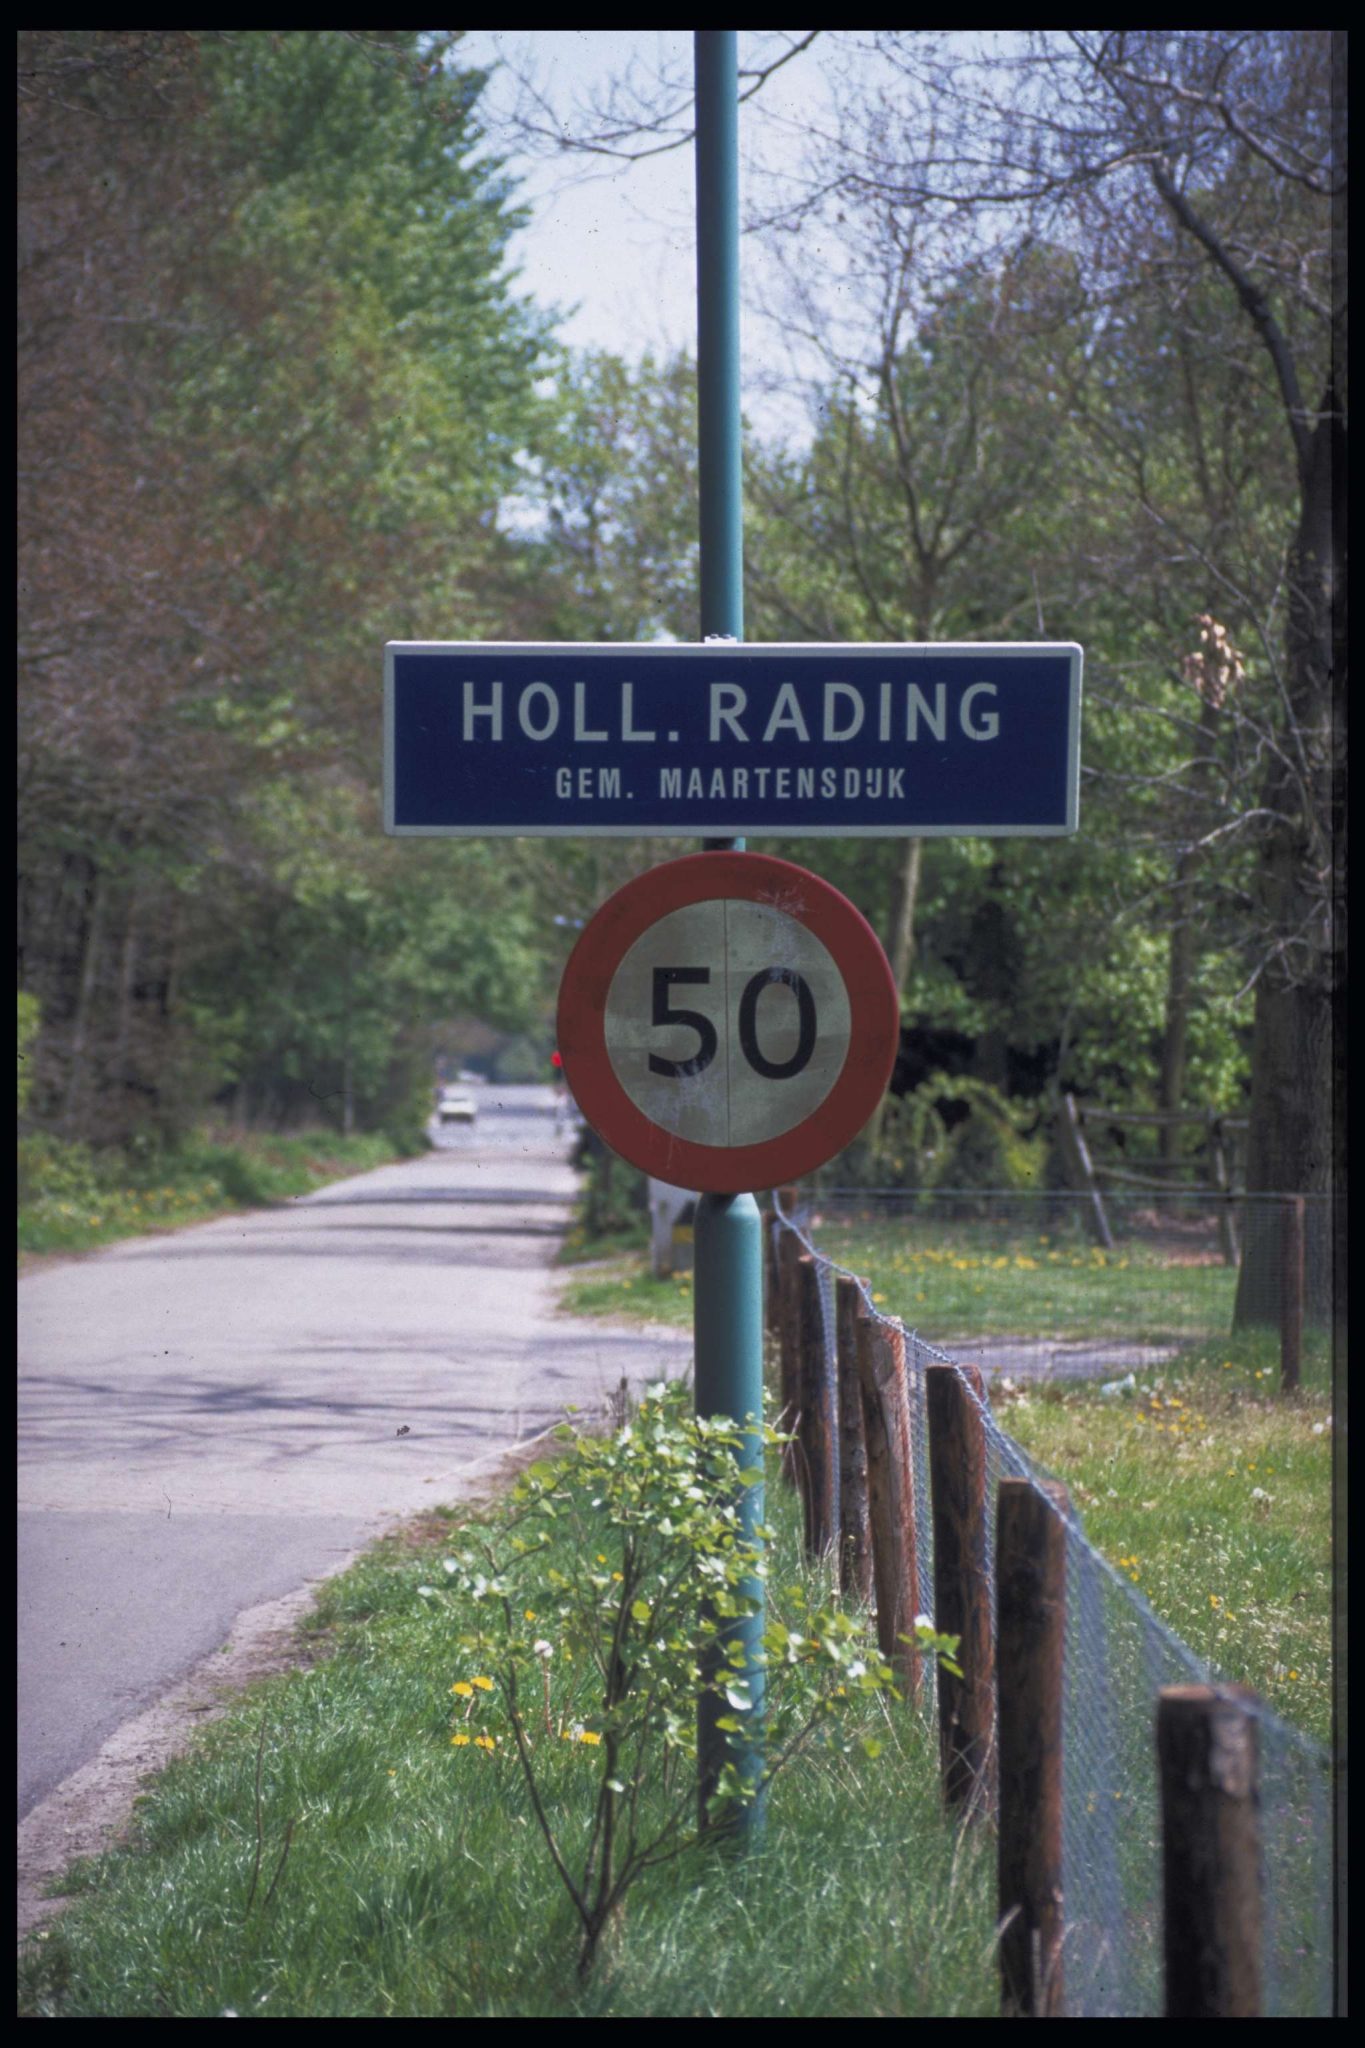 HOLL. RADING
GEM. MAARTENSDIJK
50